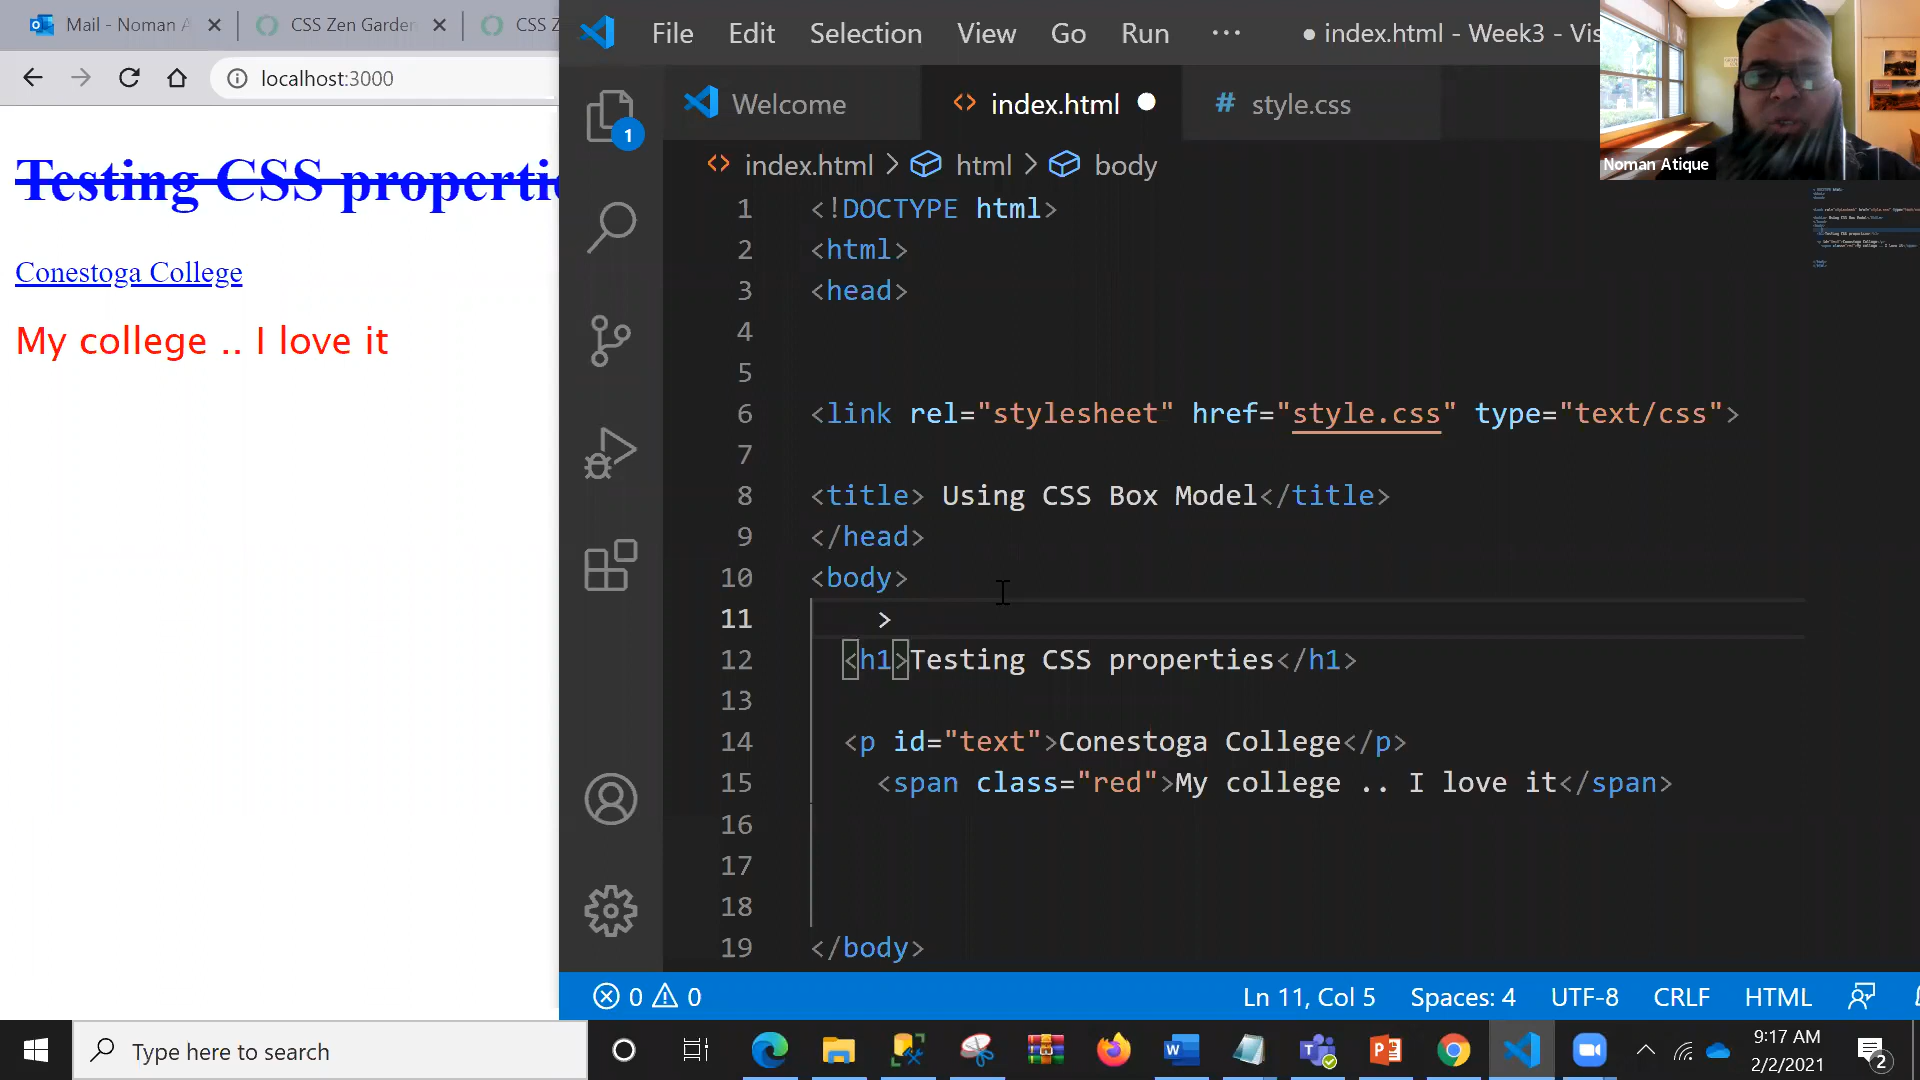 Mail - Noman A
CSS Zen Garden
CSS Z
File Edit Selection View Go Run ···
● index.html - Week3 - Vis
localhost:3000
Welcome
index.html
# style.css
index.html > html > body
Noman Atique
Testing CSS propertie
Conestoga College
My college .. I love it
1 <!DOCTYPE html>
2 <html>
3 <head>
4
5
6 <link rel="stylesheet" href="style.css" type="text/css">
7
8 <title> Using CSS Box Model</title>
9 </head>
10 <body>
11 >
12 <h1>Testing CSS properties</h1>
13
14 <p id="text">Conestoga College</p>
15 <span class="red">My college .. I love it</span>
16
17
18
19 </body>
1
0 0
Ln 11, Col 5 Spaces: 4 UTF-8 CRLF HTML
Type here to search
9:17 AM
2/2/2021
2